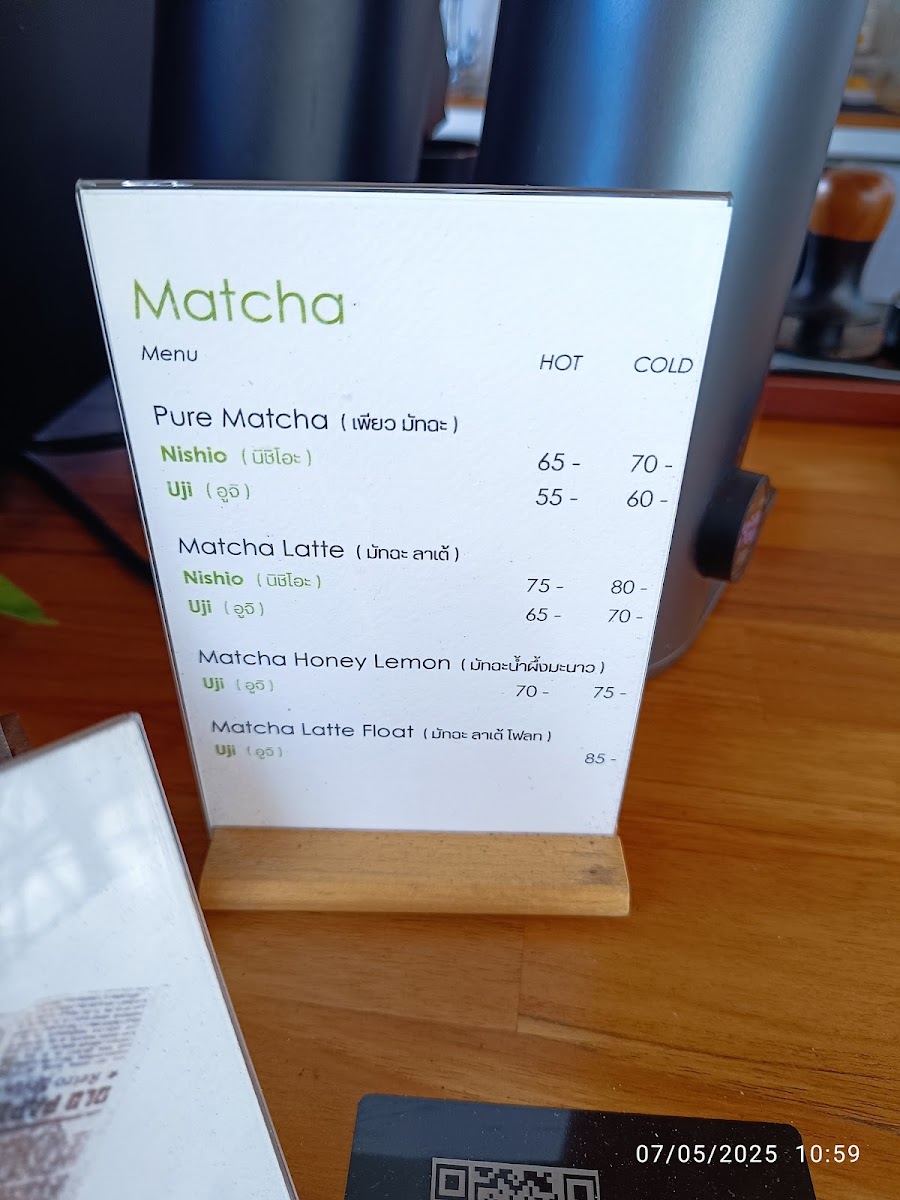 Matcha
Menu HOT COLD
Pure Matcha ( เพียว มัทฉะ )
Nishio ( นิชิโอะ ) 65 - 70 -
Uji ( อูจิ ) 55 - 60 -
Matcha Latte ( มัทฉะ ลาเต้ )
Nishio ( นิชิโอะ ) 75 - 80 -
Uji ( อูจิ ) 65 - 70 -
Matcha Honey Lemon ( มัทฉะน้ำผึ้งมะนาว )
Uji ( อูจิ ) 70 - 75 -
Matcha Latte Float ( มัทฉะ ลาเต้ โฟลท )
Uji ( อูจิ ) 85 -
07/05/2025 10:59